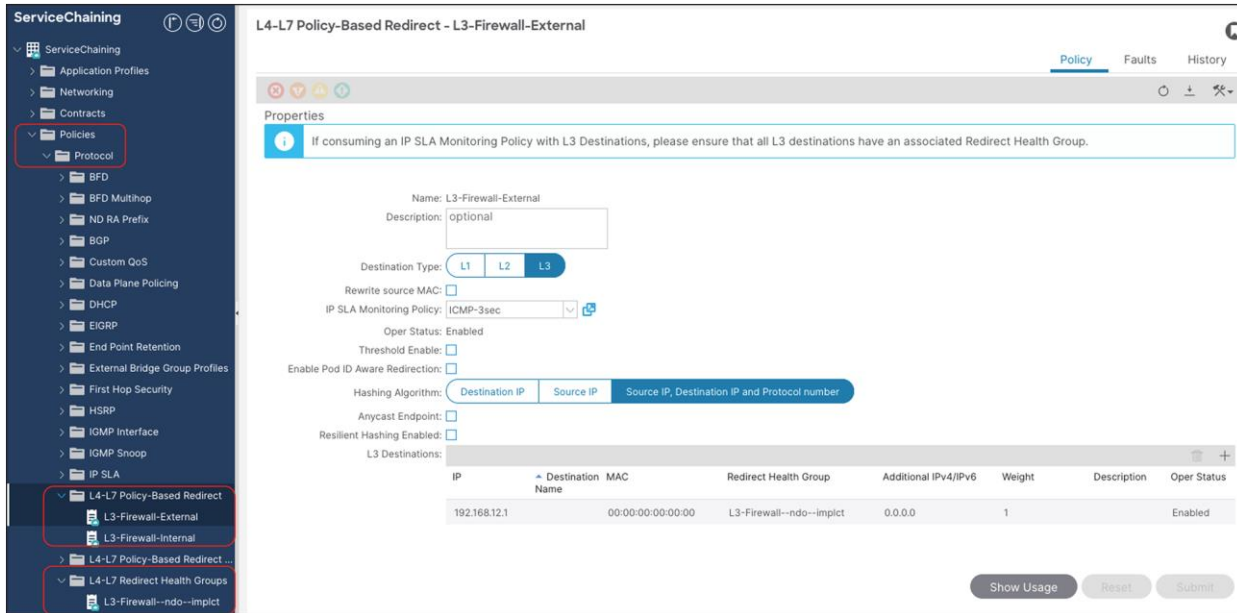 ServiceChaining
ServiceChaining
Application Profiles
Networking
Contracts
Policies
Protocol
BFD
BFD Multihop
ND RA Prefix
BGP
Custom QoS
Data Plane Policing
DHCP
EIGRP
End Point Retention
External Bridge Group Profiles
First Hop Security
HSRP
IGMP Interface
IGMP Snoop
IP SLA
L4-L7 Policy-Based Redirect
L3-Firewall-External
L3-Firewall-Internal
L4-L7 Policy-Based Redirect ...
L4-L7 Redirect Health Groups
L3-Firewall--ndo--implct
L4-L7 Policy-Based Redirect - L3-Firewall-External
Policy Faults History
Properties
If consuming an IP SLA Monitoring Policy with L3 Destinations, please ensure that all L3 destinations have an associated Redirect Health Group.
Name: L3-Firewall-External
Description: optional
Destination Type: L1 L2 L3
Rewrite source MAC:
IP SLA Monitoring Policy: ICMP-3sec
Oper Status: Enabled
Threshold Enable:
Enable Pod ID Aware Redirection:
Hashing Algorithm: Destination IP Source IP Source IP, Destination IP and Protocol number
Anycast Endpoint:
Resilient Hashing Enabled:
L3 Destinations:
IP Destination Name MAC Redirect Health Group Additional IPv4/IPv6 Weight Description Oper Status
192.168.12.1 00:00:00:00:00:00 L3-Firewall--ndo--implct 0.0.0.0 1 Enabled
Show Usage Reset Submit